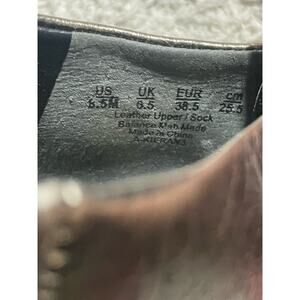 US UK EUR cm
8.5M 6.5 38.5 25.5
Leather Upper / Sock
Balance Man Made
Made in China
A-KIERAN3